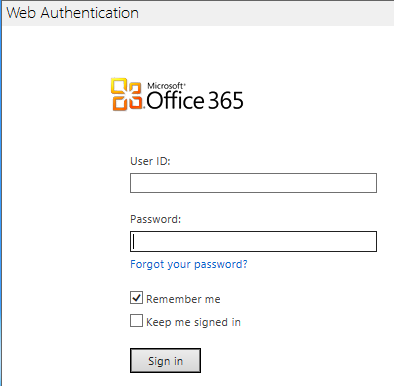 Web Authentication
Microsoft®
Office 365
User ID:
Password:
Forgot your password?
Remember me
Keep me signed in
Sign in